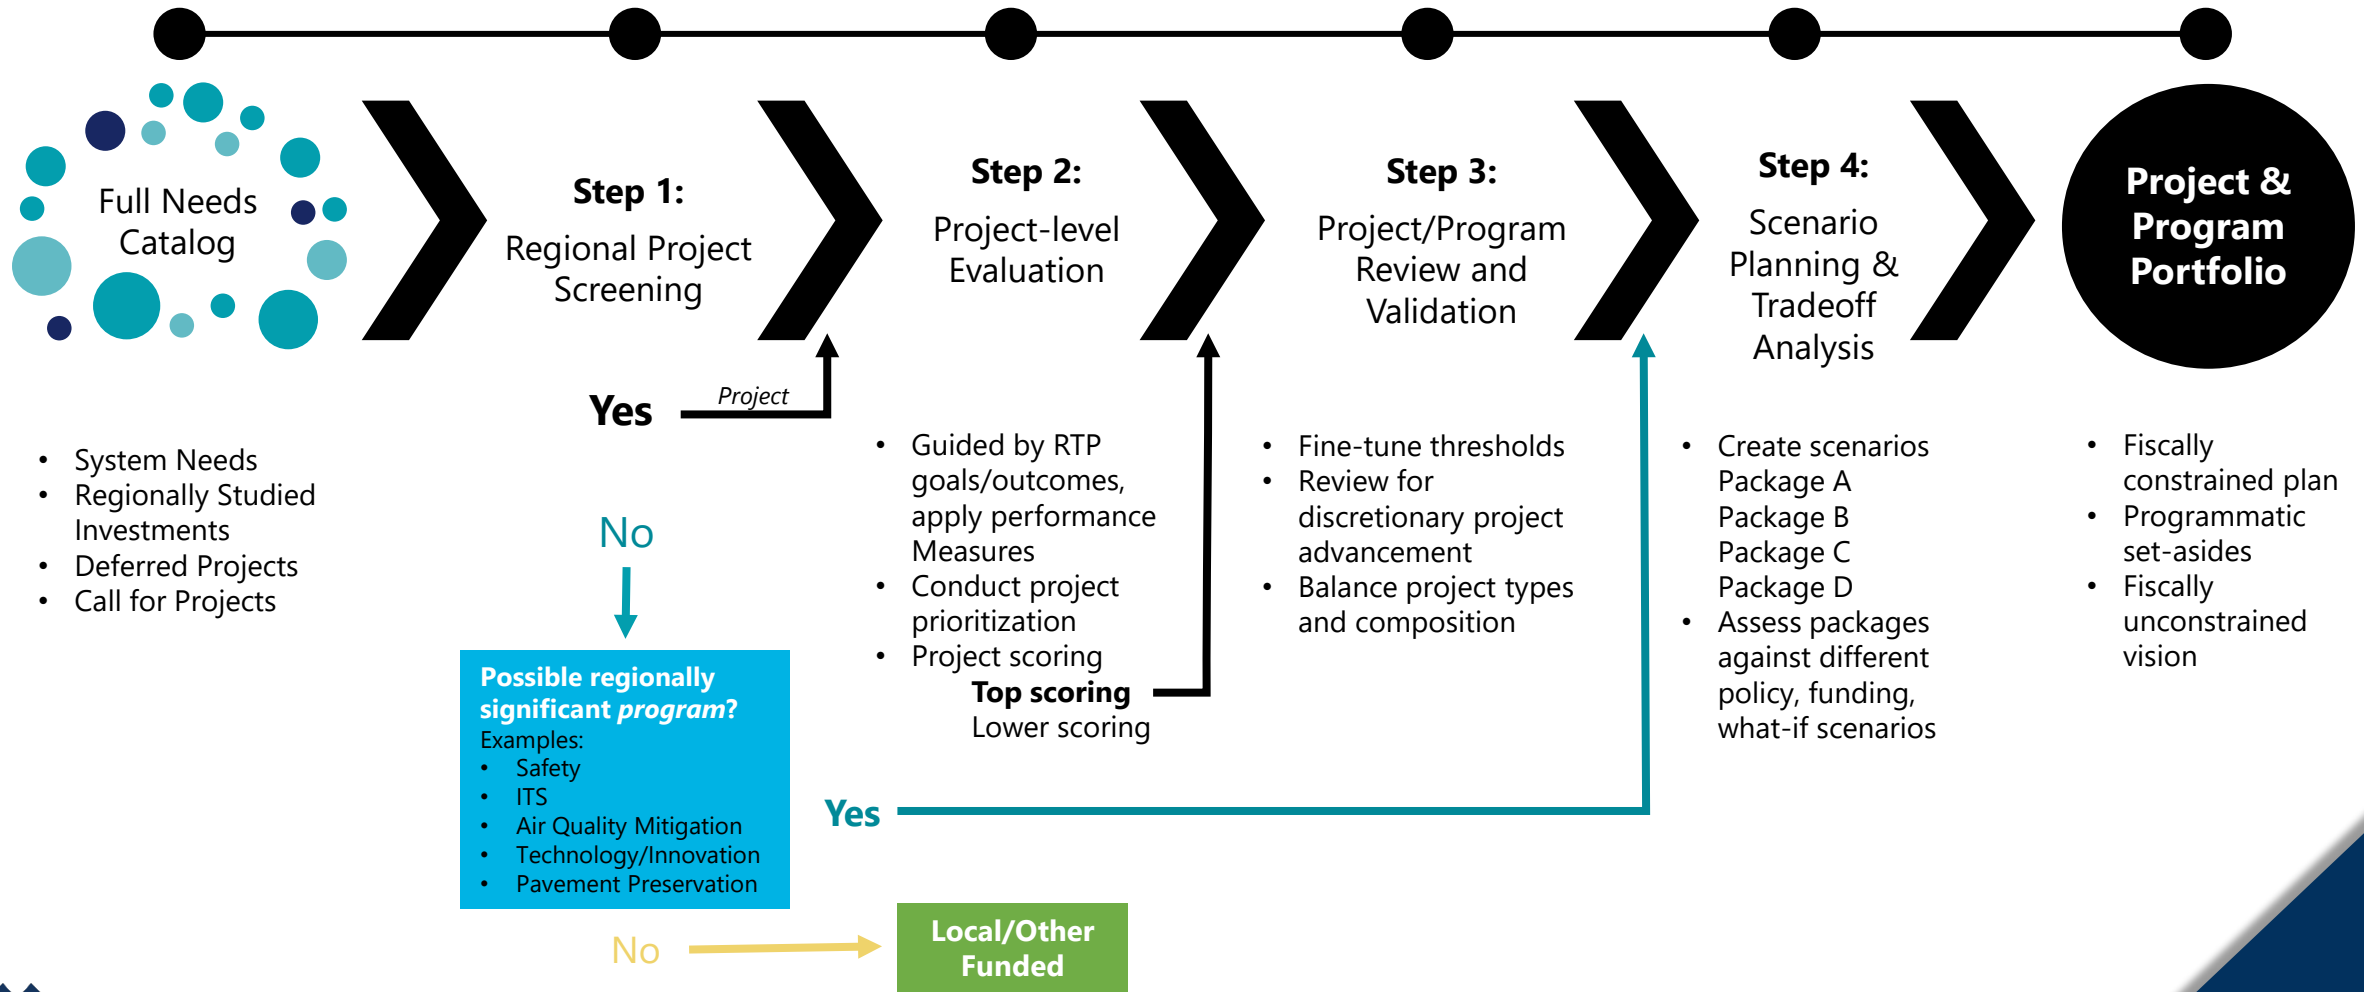 Full Needs
Catalog
• System Needs
• Regionally Studied
Investments
• Deferred Projects
• Call for Projects
Step 1:
Regional Project
Screening
Yes
Project
No
Possible regionally
significant program?
Examples:
• Safety
• ITS
• Air Quality Mitigation
• Technology/Innovation
• Pavement Preservation
Yes
No
Local/Other
Funded
Step 2:
Project-level
Evaluation
• Guided by RTP
goals/outcomes,
apply performance
Measures
• Conduct project
prioritization
• Project scoring
Top scoring
Lower scoring
Step 3:
Project/Program
Review and
Validation
• Fine-tune thresholds
• Review for
discretionary project
advancement
• Balance project types
and composition
Step 4:
Scenario
Planning &
Tradeoff
Analysis
• Create scenarios
Package A
Package B
Package C
Package D
• Assess packages
against different
policy, funding,
what-if scenarios
Project &
Program
Portfolio
• Fiscally
constrained plan
• Programmatic
set-asides
• Fiscally
unconstrained
vision